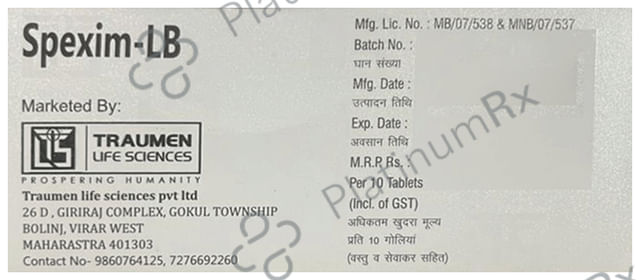 Spexim-LB
Marketed By:
TRAUMEN
LIFE SCIENCES
PROSPERING HUMANITY
Traumen life sciences pvt ltd
26 D , GIRIRAJ COMPLEX, GOKUL TOWNSHIP
BOLINJ, VIRAR WEST
MAHARASTRA 401303
Contact No- 9860764125, 7276692260
Mfg. Lic. No. : MB/07/538 & MNB/07/537
Batch No. :
घान संख्या
Mfg. Date :
उत्पादन तिथि
Exp. Date :
अवसान तिथि
M.R.P. Rs. :
Per 10 Tablets
(Incl. of GST)
अधिकतम खुदरा मूल्य
प्रति 10 गोलियां
(वस्तु व सेवाकर सहित)
PlatinumRx